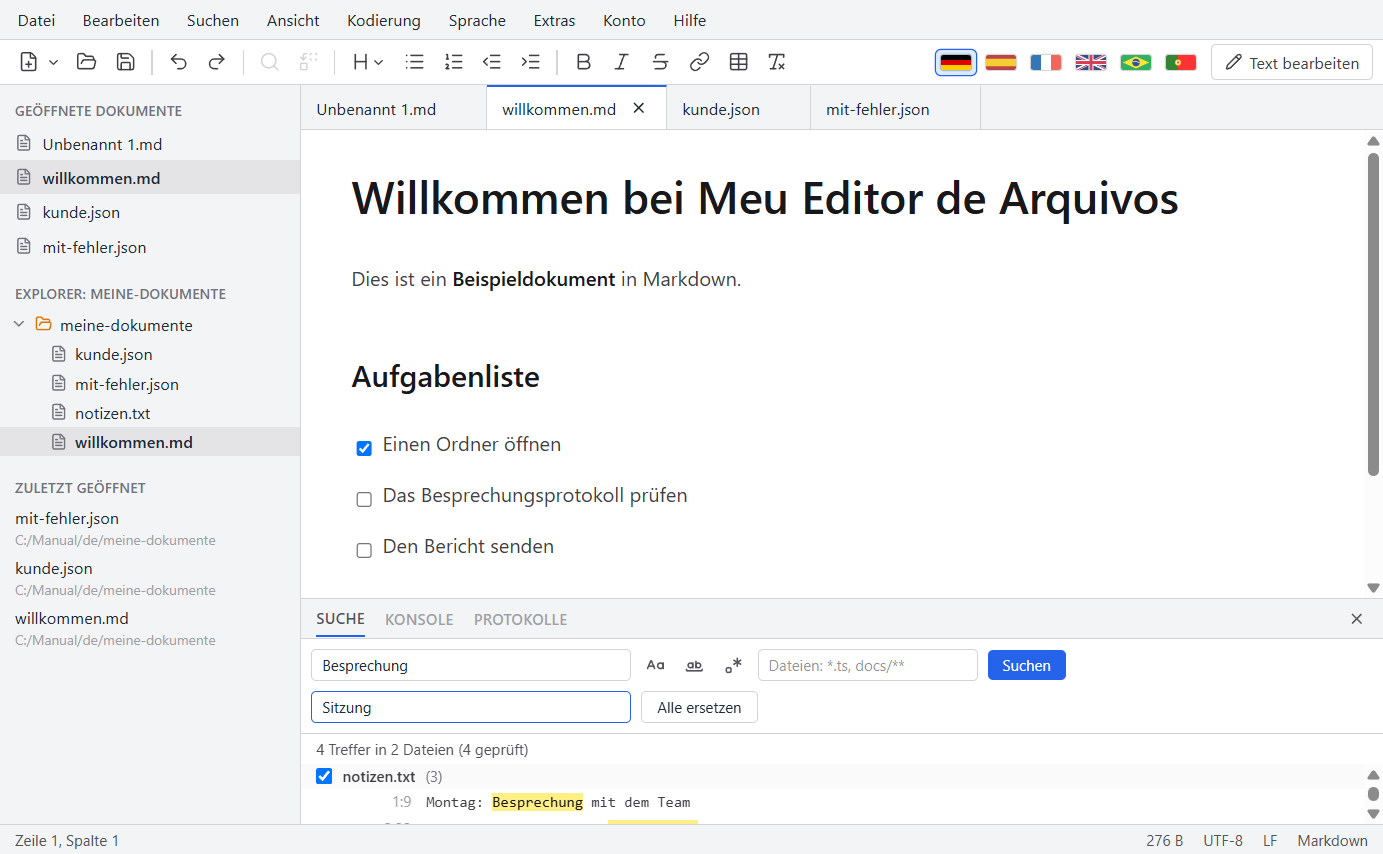 Datei Bearbeiten Suchen Ansicht Kodierung Sprache Extras Konto Hilfe
H Text bearbeiten
GEÖFFNETE DOKUMENTE
Unbenannt 1.md
willkommen.md
kunde.json
mit-fehler.json
EXPLORER: MEINE-DOKUMENTE
meine-dokumente
kunde.json
mit-fehler.json
notizen.txt
willkommen.md
ZULETZT GEÖFFNET
mit-fehler.json
C:/Manual/de/meine-dokumente
kunde.json
C:/Manual/de/meine-dokumente
willkommen.md
C:/Manual/de/meine-dokumente
Unbenannt 1.md willkommen.md kunde.json mit-fehler.json
Willkommen bei Meu Editor de Arquivos
Dies ist ein Beispieldokument in Markdown.
Aufgabenliste
Einen Ordner öffnen
Das Besprechungsprotokoll prüfen
Den Bericht senden
SUCHE KONSOLE PROTOKOLLE
Besprechung Aa ab .* Dateien: *.ts, docs/** Suchen
Sitzung Alle ersetzen
4 Treffer in 2 Dateien (4 geprüft)
notizen.txt (3)
1:9 Montag: Besprechung mit dem Team
Zeile 1, Spalte 1 276 B UTF-8 LF Markdown